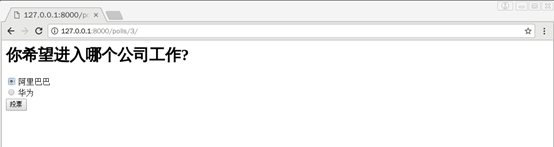 127.0.0.1:8000/po
127.0.0.1:8000/polls/3/
你希望进入哪个公司工作?
阿里巴巴
华为
投票